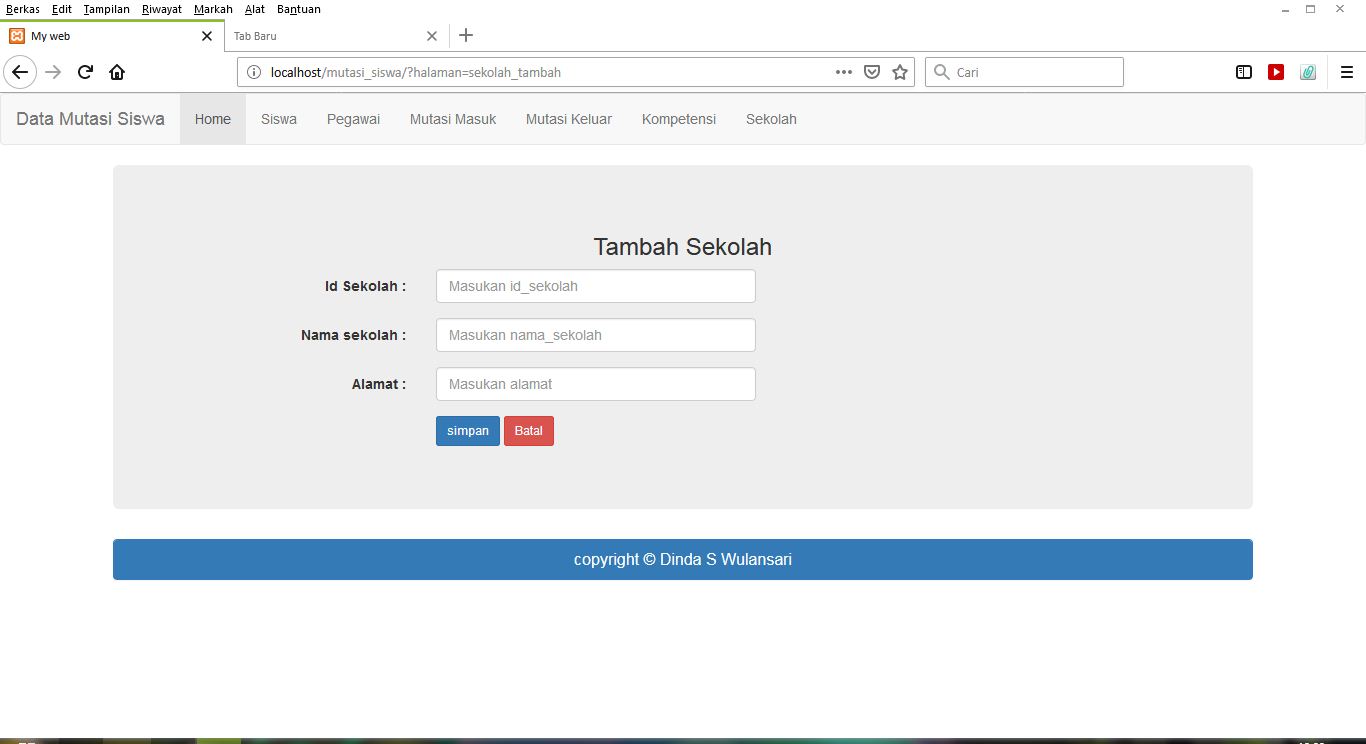 Berkas Edit Tampilan Riwayat Markah Alat Bantuan
My web Tab Baru
localhost/mutasi_siswa/?halaman=sekolah_tambah Cari
Data Mutasi Siswa Home Siswa Pegawai Mutasi Masuk Mutasi Keluar Kompetensi Sekolah
Tambah Sekolah
Id Sekolah : Masukan id_sekolah
Nama sekolah : Masukan nama_sekolah
Alamat : Masukan alamat
simpan Batal
copyright © Dinda S Wulansari